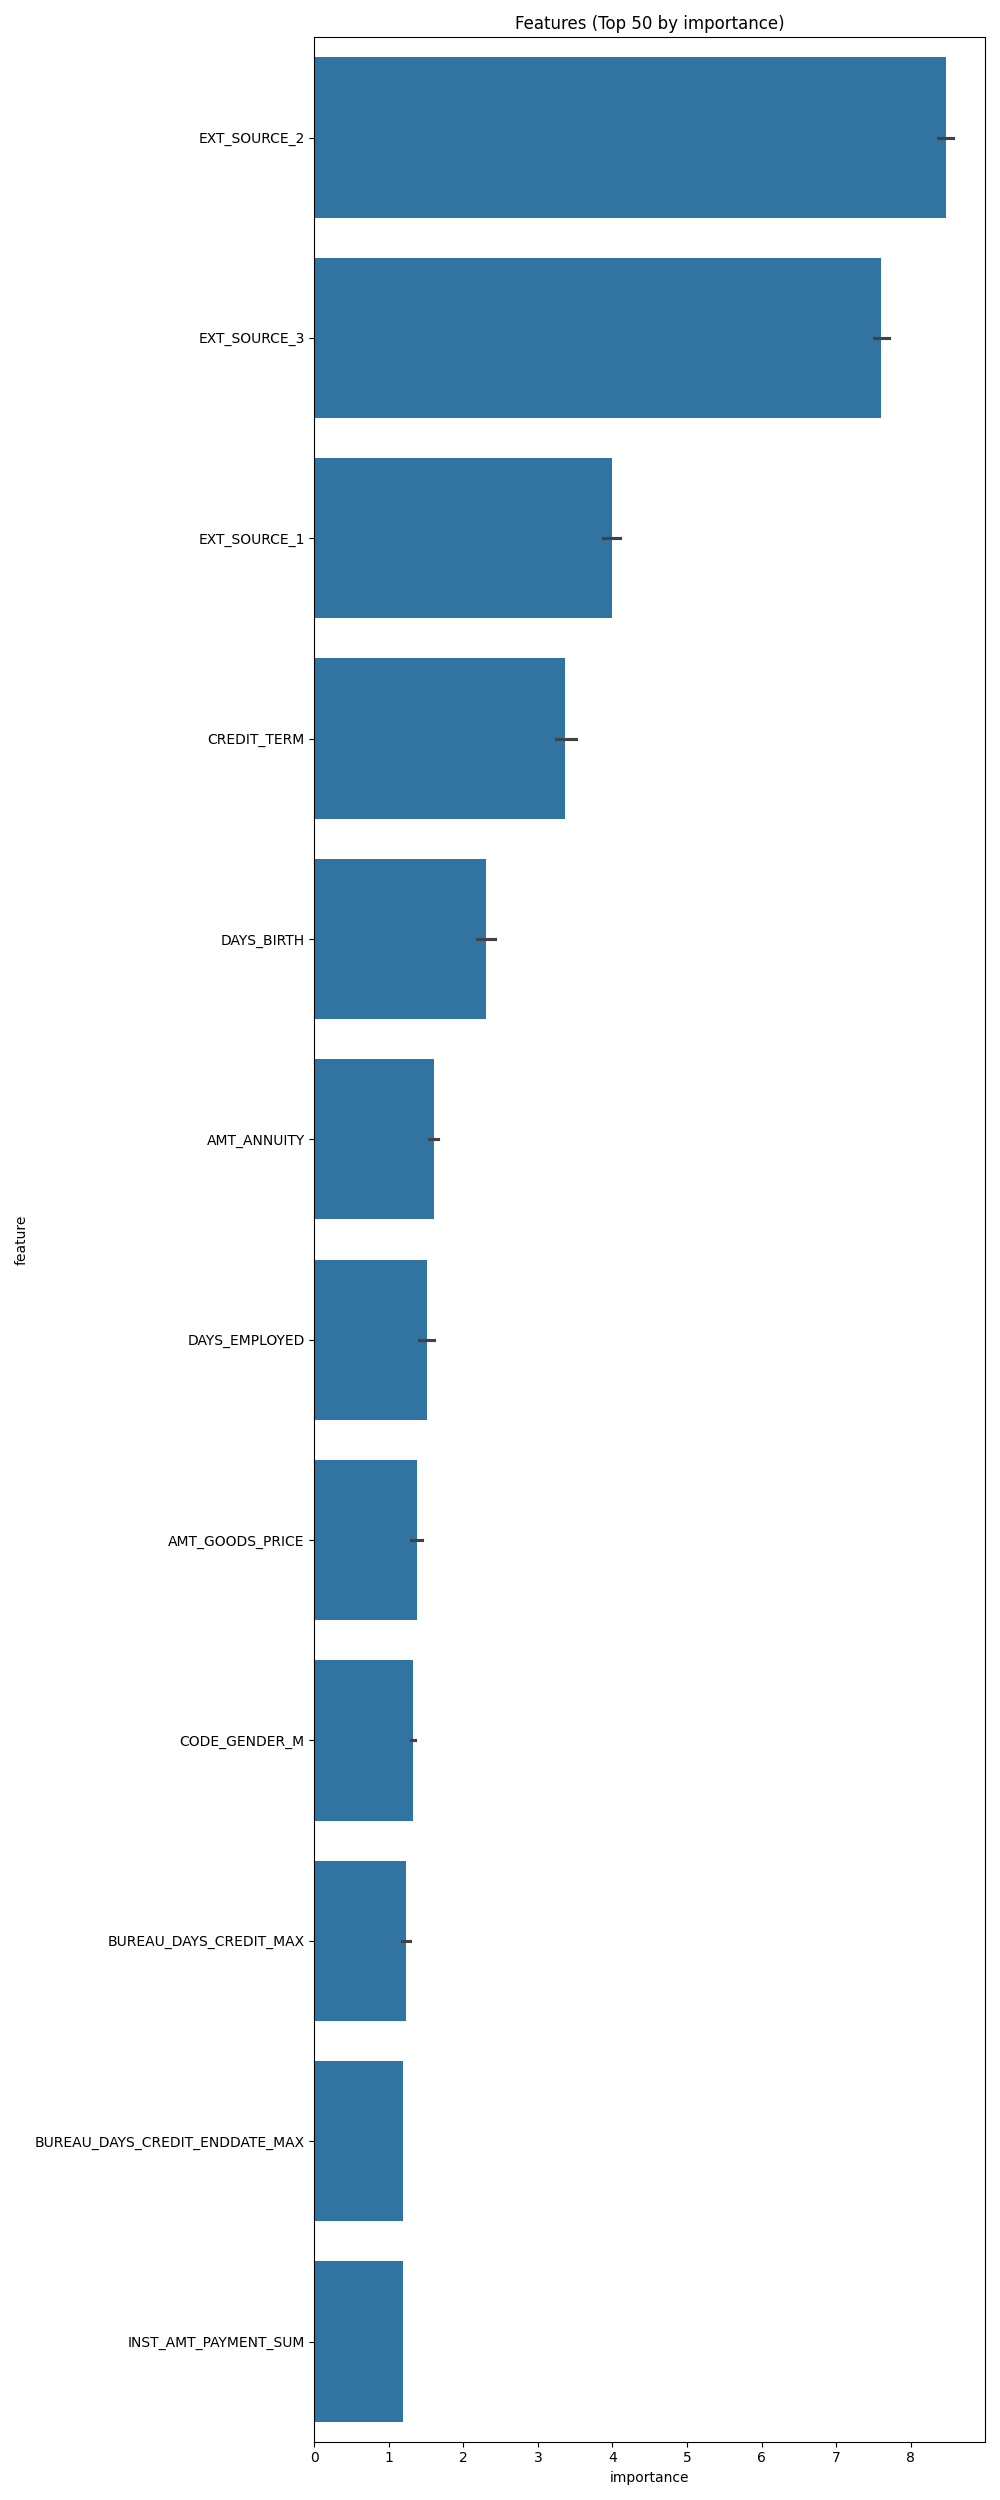 Features (Top 50 by importance)
EXT_SOURCE_2
EXT_SOURCE_3
EXT_SOURCE_1
CREDIT_TERM
DAYS_BIRTH
AMT_ANNUITY
feature
DAYS_EMPLOYED
AMT_GOODS_PRICE
CODE_GENDER_M
BUREAU_DAYS_CREDIT_MAX
BUREAU_DAYS_CREDIT_ENDDATE_MAX
INST_AMT_PAYMENT_SUM
0 1 2 3 4 5 6 7 8
importance